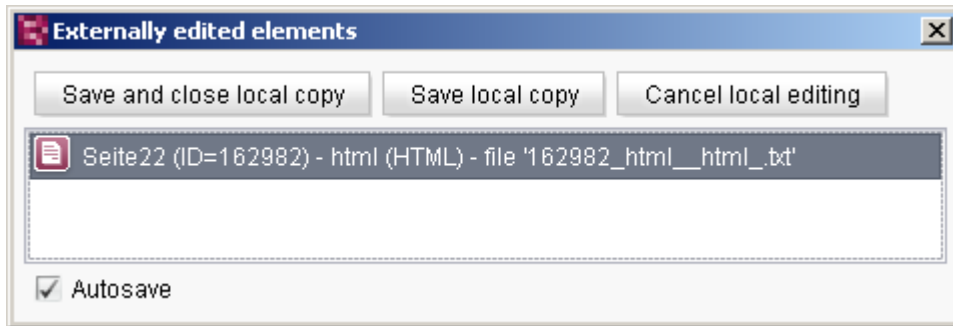 Externally edited elements
Save and close local copy Save local copy Cancel local editing
Seite22 (ID=162982) - html (HTML) - file '162982_html__html_.txt'
Autosave